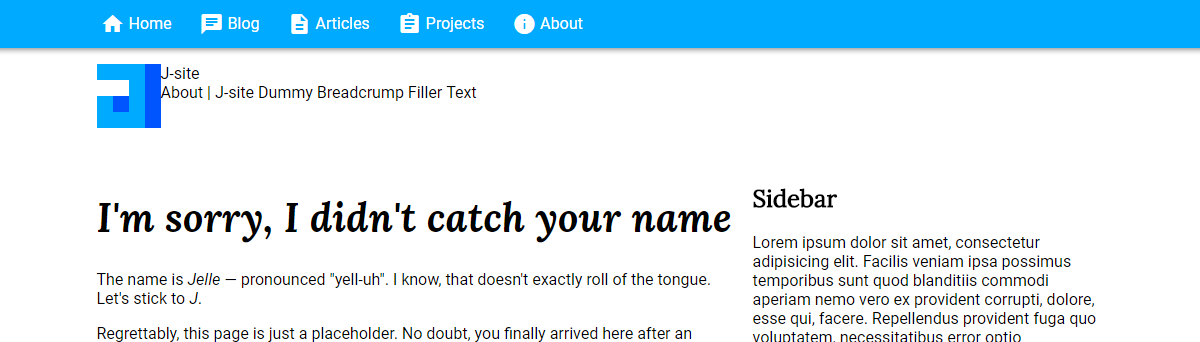 Home Blog Articles Projects About
J-site
About | J-site Dummy Breadcrump Filler Text
I'm sorry, I didn't catch your name
The name is Jelle — pronounced "yell-uh". I know, that doesn't exactly roll of the tongue.
Let's stick to J.
Regrettably, this page is just a placeholder. No doubt, you finally arrived here after an
Sidebar
Lorem ipsum dolor sit amet, consectetur
adipisicing elit. Facilis veniam ipsa possimus
temporibus sunt quod blanditiis commodi
aperiam nemo vero ex provident corrupti, dolore,
esse qui, facere. Repellendus provident fuga quo
voluptatem, necessitatibus error optio